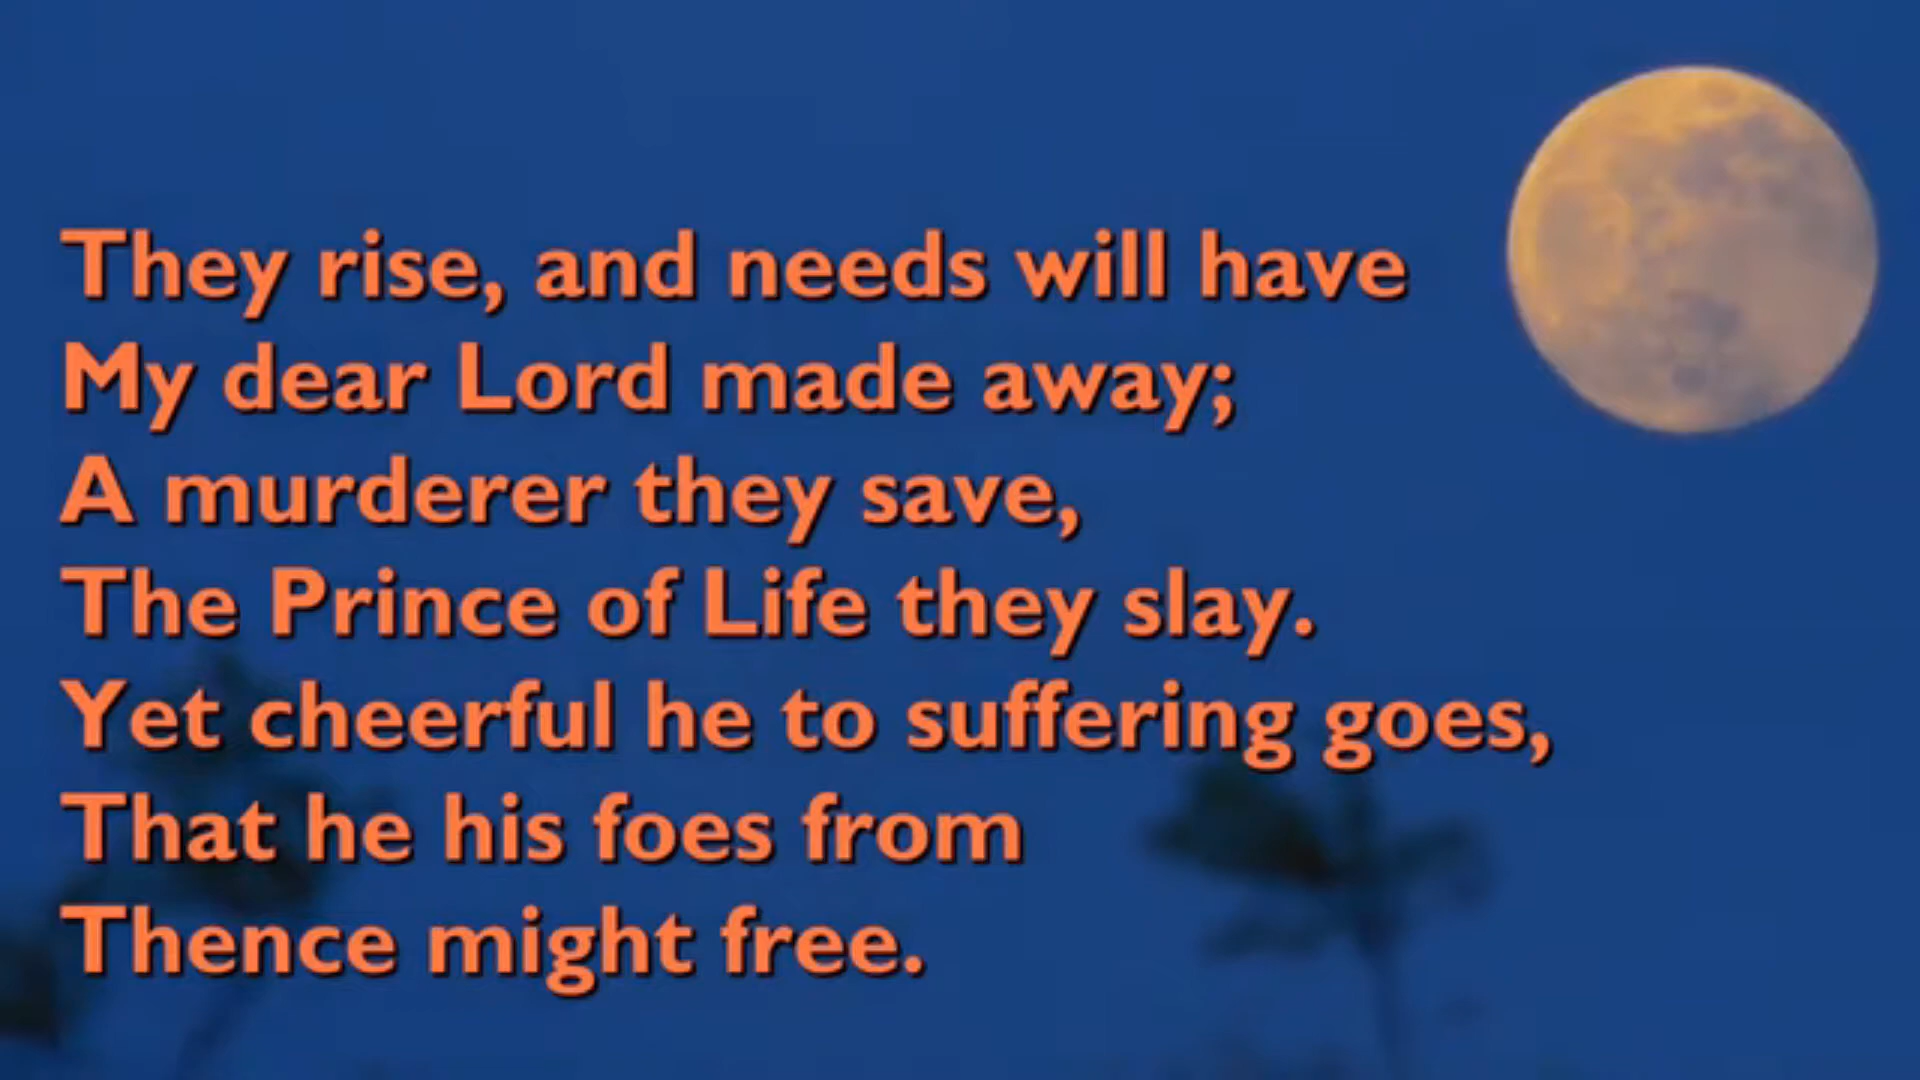 They rise, and needs will have
My dear Lord made away;
A murderer they save,
The Prince of Life they slay.
Yet cheerful he to suffering goes,
That he his foes from
Thence might free.